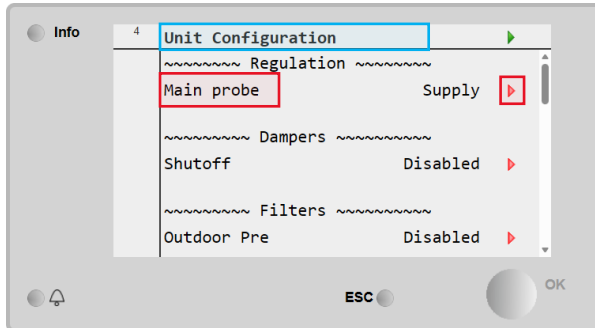 Info
4
Unit Configuration
~~~~~~~~ Regulation ~~~~~~~~
Main probe Supply
~~~~~~~~~ Dampers ~~~~~~~~~~
Shutoff Disabled
~~~~~~~~~ Filters ~~~~~~~~~~
Outdoor Pre Disabled
ESC
OK